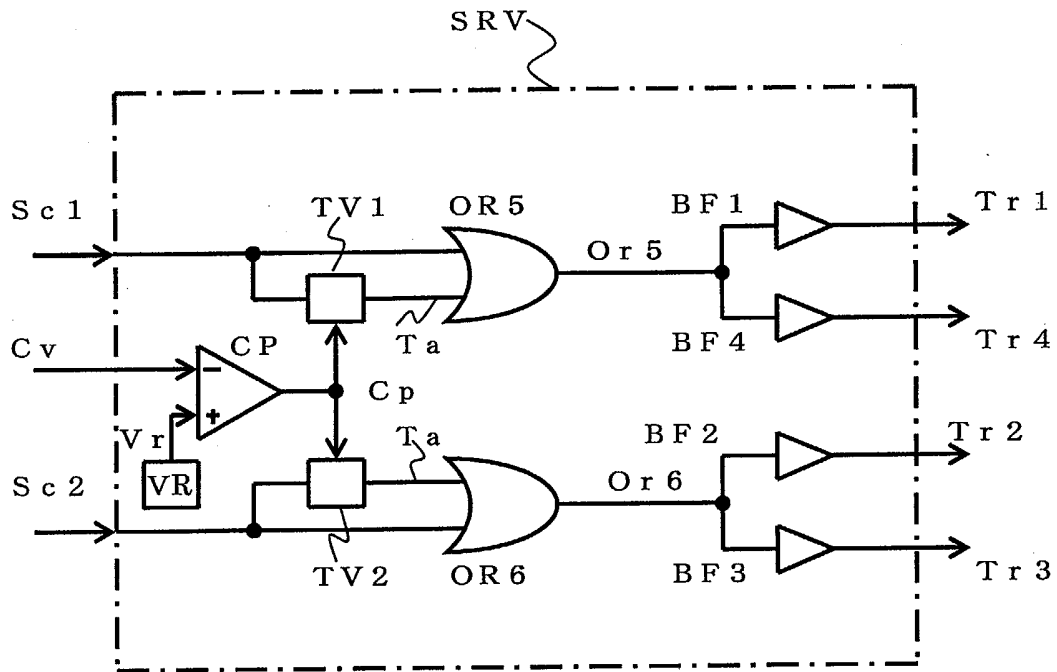 SRV
Sc1
TV1
OR5
BF1
Tr1
Or5
Ta
BF4
Tr4
Cv
CP
−
+
Cp
Vr
VR
Ta
BF2
Tr2
Sc2
Or6
TV2
OR6
BF3
Tr3